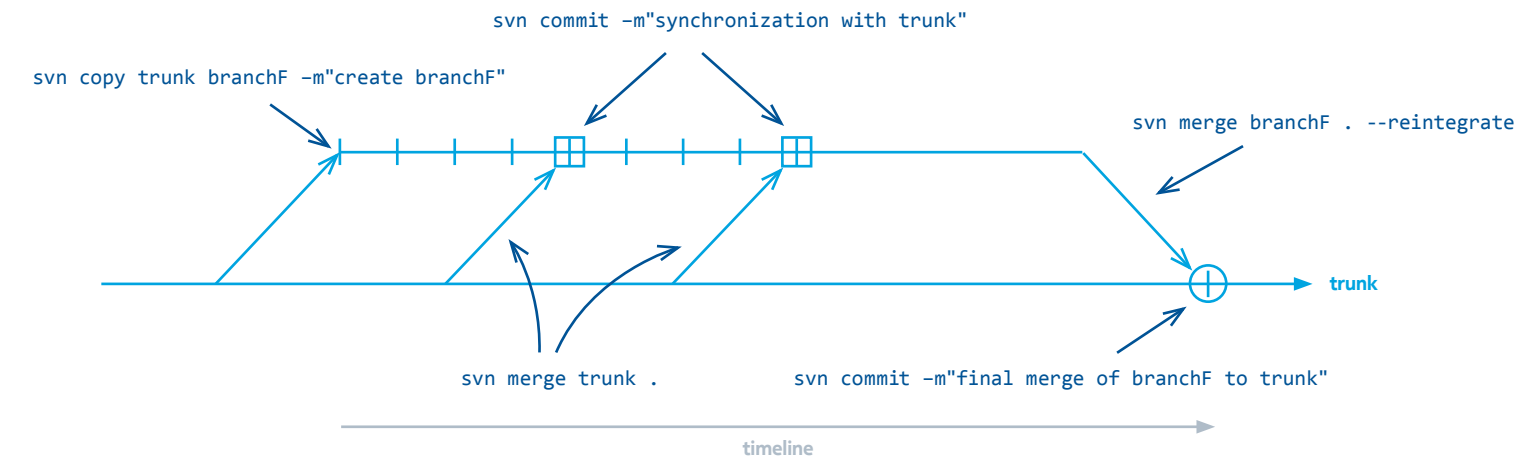 svn commit –m"synchronization with trunk"
svn copy trunk branchF –m"create branchF"
svn merge branchF . --reintegrate
trunk
svn merge trunk .
svn commit –m"final merge of branchF to trunk"
timeline